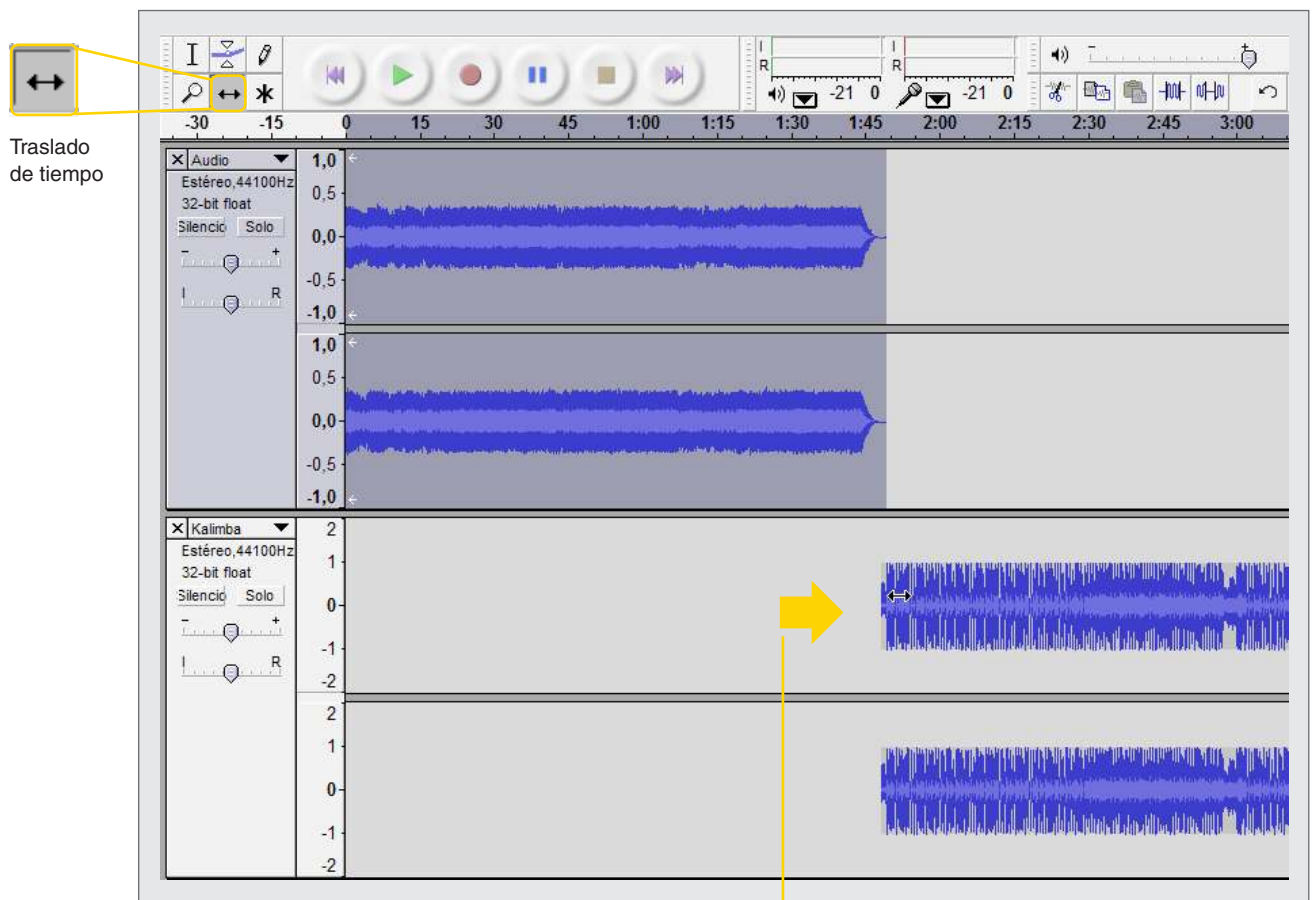 Traslado
de tiempo
I
R
-21 0
I
R
-21 0
-30 -15 0 15 30 45 1:00 1:15 1:30 1:45 2:00 2:15 2:30 2:45 3:00
Audio
Estéreo,44100Hz
32-bit float
Silencio Solo
- +
I R
1,0
0,5
0,0
-0,5
-1,0
1,0
0,5
0,0
-0,5
-1,0
Kalimba
Estéreo,44100Hz
32-bit float
Silencio Solo
- +
I R
2
1
0
-1
-2
2
1
0
-1
-2